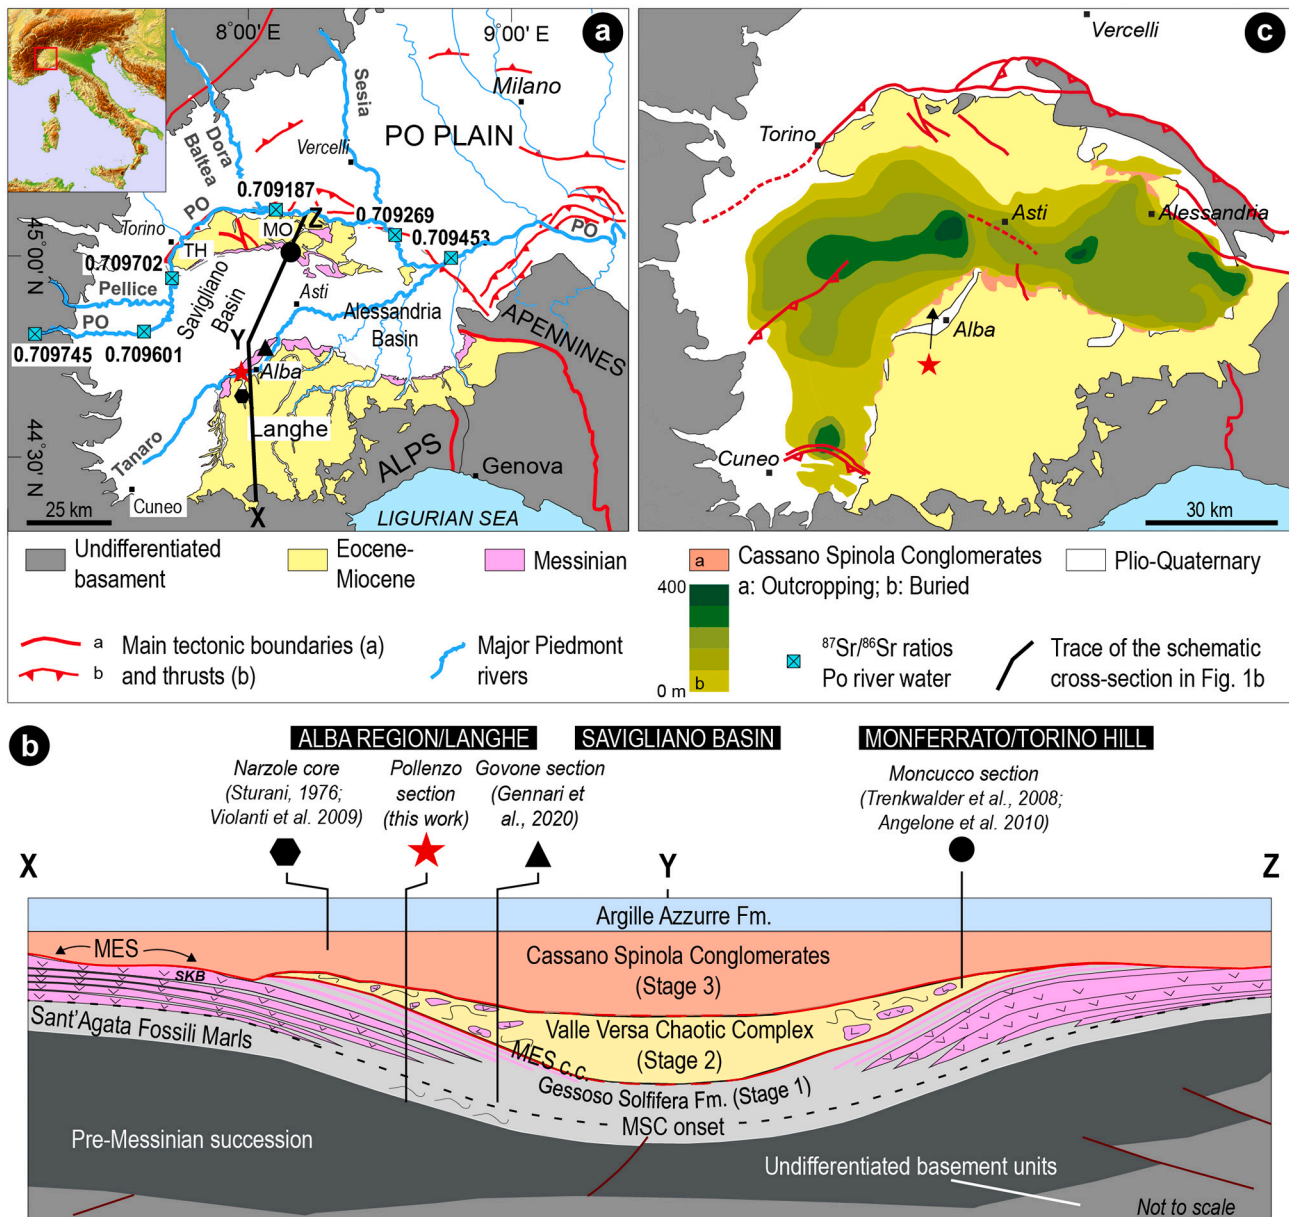 8°00' E
9°00' E
a
Milano
Sesia
Dora
Baltea
PO PLAIN
Vercelli
0.709187
PO
Z
0.709269
MO
Torino
TH
0.709453
PO
45°00' N
0.709702
Pellice
Savigliano
Basin
Asti
Alessandria
Basin
PO
0.709745
0.709601
Y
APENNINES
Alba
Langhe
Tanaro
ALPS
44°30' N
Genova
Cuneo
X
25 km
LIGURIAN SEA
c
Vercelli
Torino
Asti
Alessandria
Alba
Cuneo
30 km
Undifferentiated
basament
Eocene-
Miocene
Messinian
a
Cassano Spinola Conglomerates
a: Outcropping; b: Buried
Plio-Quaternary
400
0 m
b
a
b
Main tectonic boundaries (a)
and thrusts (b)
Major Piedmont
rivers
⁸⁷Sr/⁸⁶Sr ratios
Po river water
Trace of the schematic
cross-section in Fig. 1b
b
ALBA REGION/LANGHE
SAVIGLIANO BASIN
MONFERRATO/TORINO HILL
Narzole core
(Sturani, 1976;
Violanti et al. 2009)
Pollenzo
section
(this work)
Govone section
(Gennari et
al., 2020)
Moncucco section
(Trenkwalder et al., 2008;
Angelone et al. 2010)
X
Y
Z
Argille Azzurre Fm.
MES
SKB
Cassano Spinola Conglomerates
(Stage 3)
Sant'Agata Fossili Marls
Valle Versa Chaotic Complex
(Stage 2)
MES c.c.
Gessoso Solfifera Fm. (Stage 1)
MSC onset
Pre-Messinian succession
Undifferentiated basement units
Not to scale